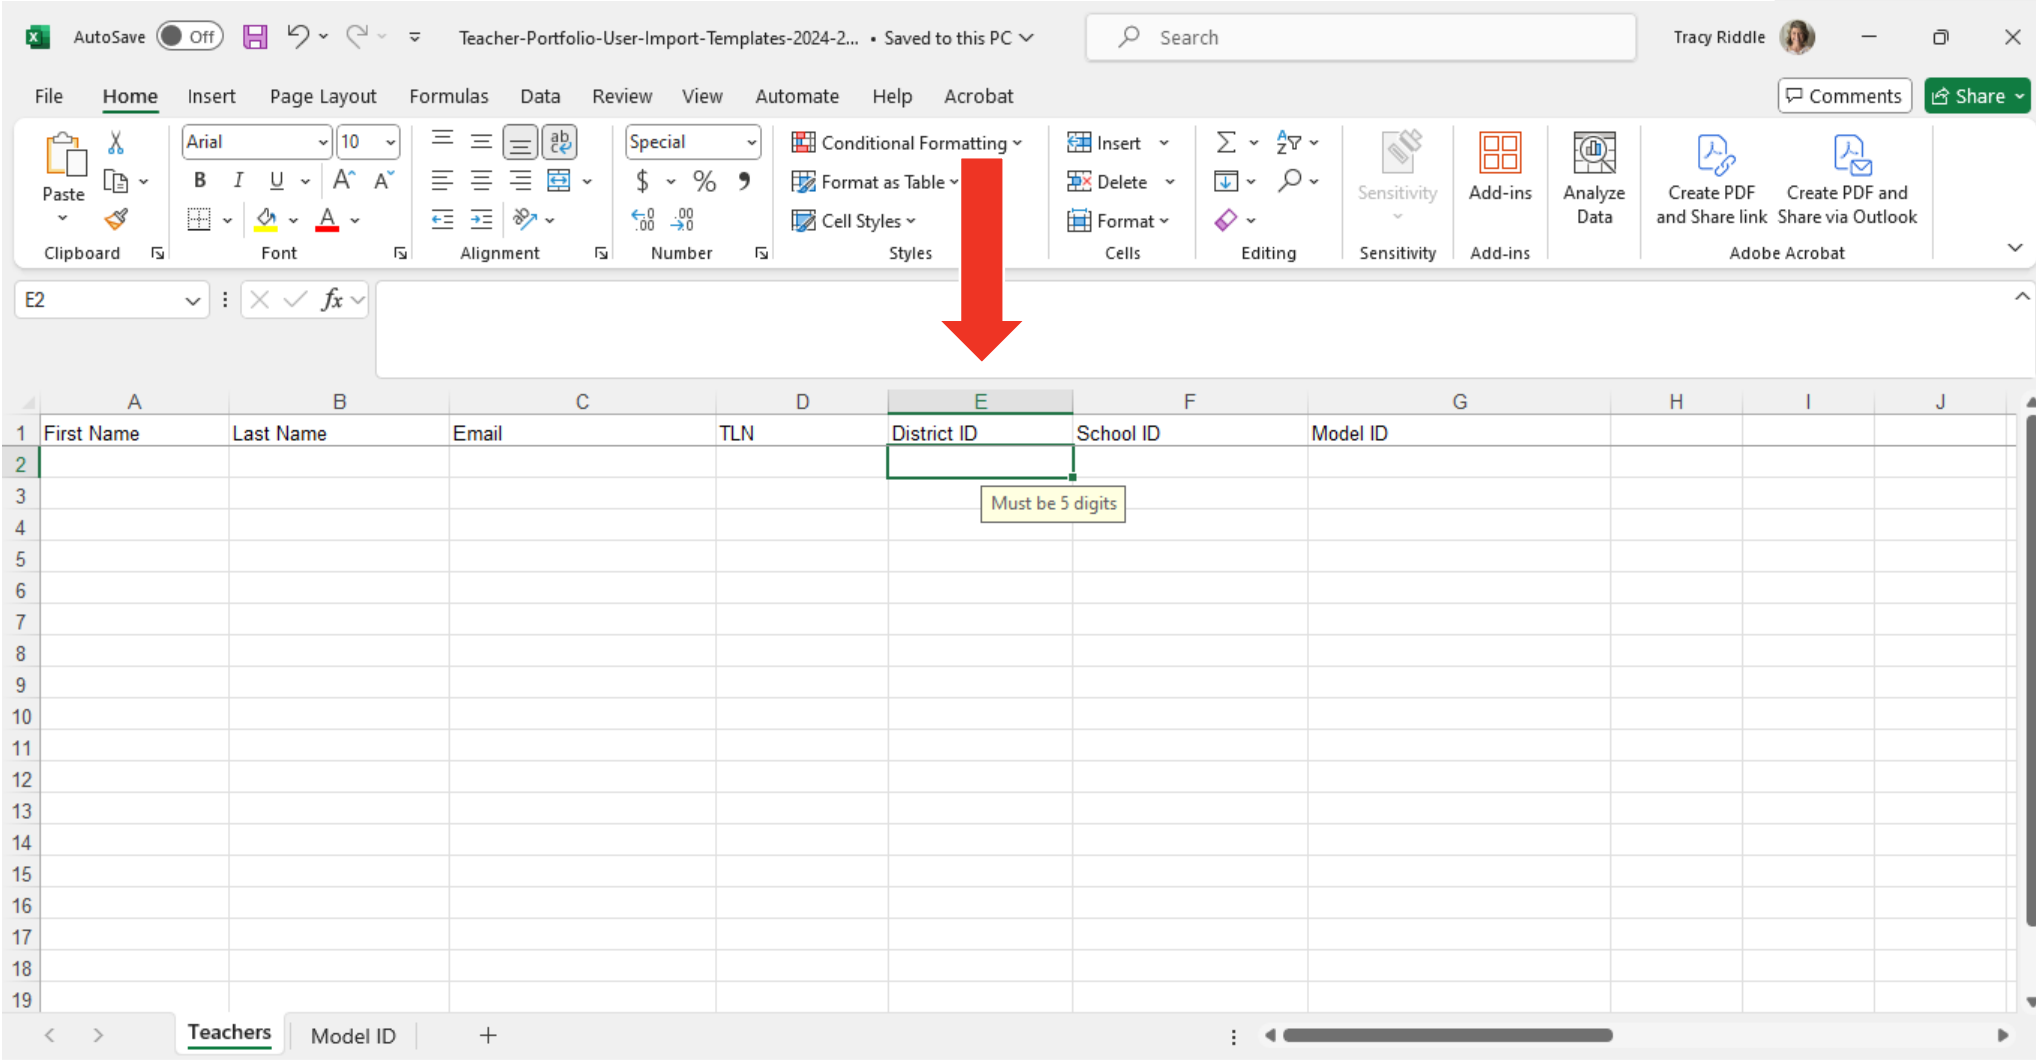 AutoSave Off Teacher-Portfolio-User-Import-Templates-2024-2... • Saved to this PC Search Tracy Riddle
File Home Insert Page Layout Formulas Data Review View Automate Help Acrobat Comments Share
Arial 10 ab Special Conditional Formatting Insert Σ
Paste B I U A A $ % Format as Table Delete Sensitivity Add-ins Analyze Data Create PDF and Share link Create PDF and Share via Outlook
A Cell Styles Format
Clipboard Font Alignment Number Styles Cells Editing Sensitivity Add-ins Adobe Acrobat
E2 fx
A B C D E F G H I J
1 First Name Last Name Email TLN District ID School ID Model ID
2
3 Must be 5 digits
4
5
6
7
8
9
10
11
12
13
14
15
16
17
18
19
Teachers Model ID